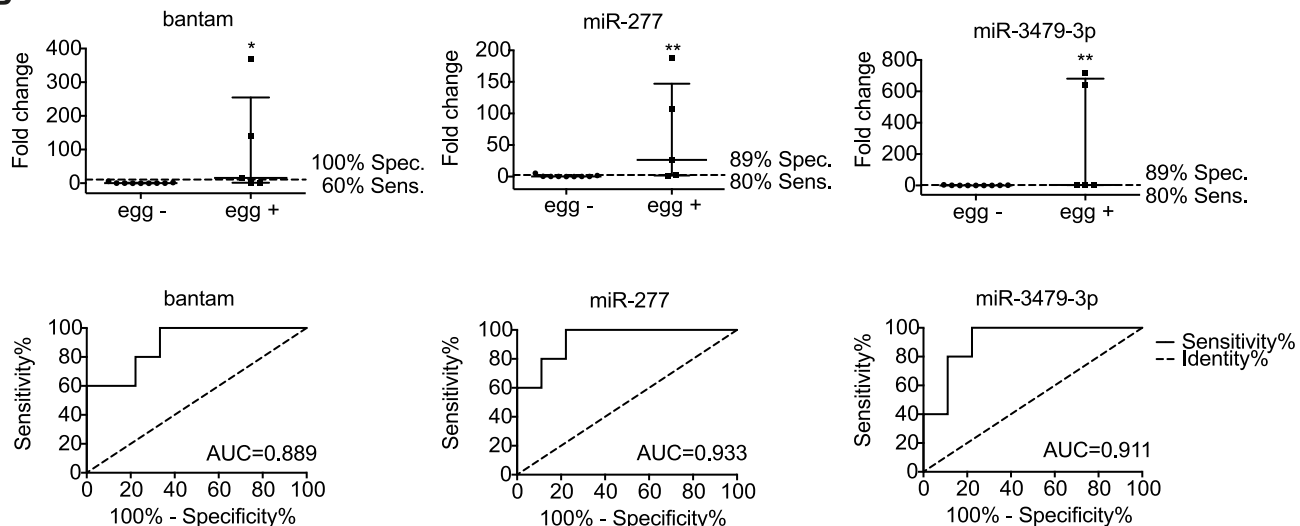 bantam
*
400
300
200
100
0
Fold change
egg -
egg +
100% Spec.
60% Sens.
miR-277
**
200
150
100
50
0
Fold change
egg -
egg +
89% Spec.
80% Sens.
miR-3479-3p
**
800
600
400
200
0
Fold change
egg -
egg +
89% Spec.
80% Sens.
bantam
100
80
60
40
20
0
Sensitivity%
AUC=0.889
0 20 40 60 80 100
100% - Specificity%
miR-277
100
80
60
40
20
0
Sensitivity%
AUC=0.933
0 20 40 60 80 100
100% - Specificity%
miR-3479-3p
100
80
60
40
20
0
Sensitivity%
AUC=0.911
0 20 40 60 80 100
100% - Specificity%
Sensitivity%
Identity%